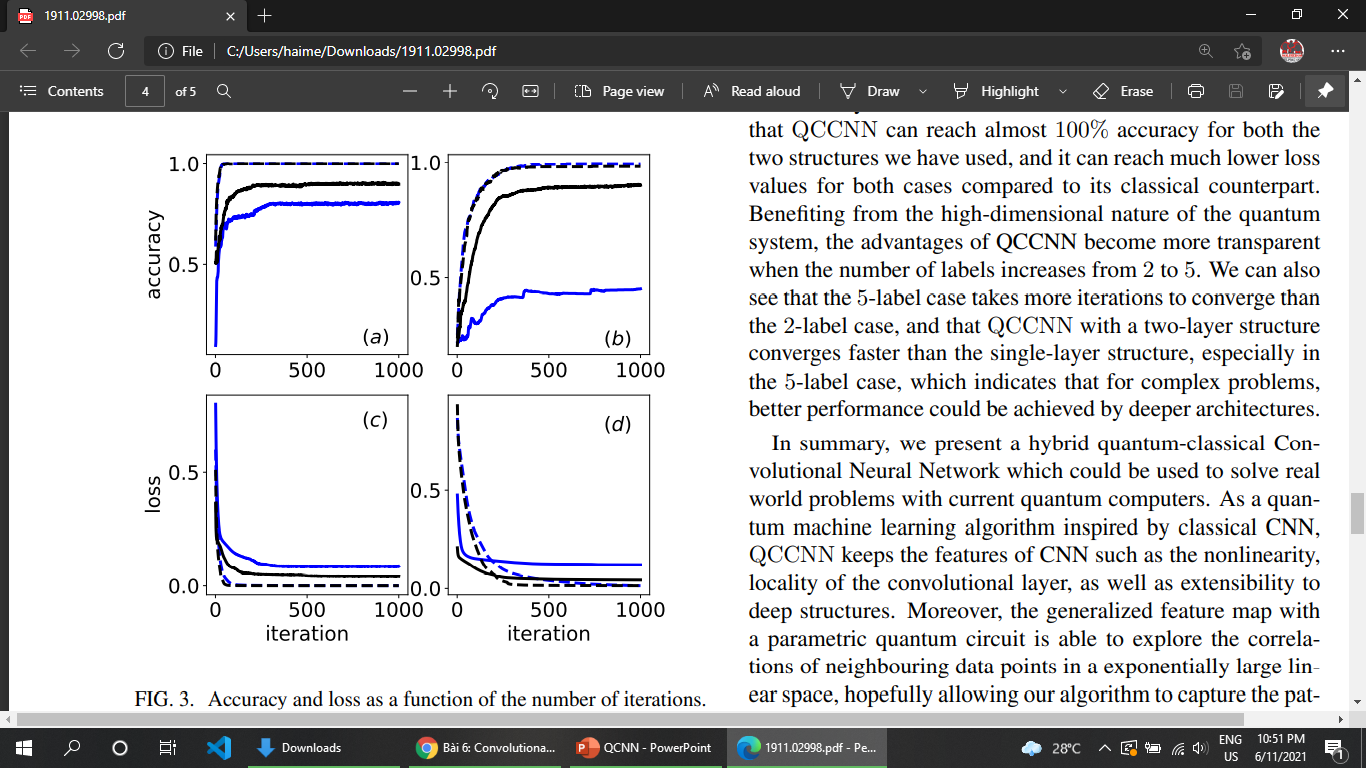 1911.02998.pdf
File
C:/Users/haime/Downloads/1911.02998.pdf
Contents
4
of 5
Page view
Read aloud
Draw
Highlight
Erase
1.0
0.5
accuracy
(a)
0
500
1000
1.0
0.5
(b)
0
500
1000
0.5
0.0
loss
(c)
0
500
1000
iteration
0.5
0.0
(d)
0
500
1000
iteration
FIG. 3. Accuracy and loss as a function of the number of iterations.
that QCCNN can reach almost 100% accuracy for both the
two structures we have used, and it can reach much lower loss
values for both cases compared to its classical counterpart.
Benefiting from the high-dimensional nature of the quantum
system, the advantages of QCCNN become more transparent
when the number of labels increases from 2 to 5. We can also
see that the 5-label case takes more iterations to converge than
the 2-label case, and that QCCNN with a two-layer structure
converges faster than the single-layer structure, especially in
the 5-label case, which indicates that for complex problems,
better performance could be achieved by deeper architectures.
In summary, we present a hybrid quantum-classical Con-
volutional Neural Network which could be used to solve real
world problems with current quantum computers. As a quan-
tum machine learning algorithm inspired by classical CNN,
QCCNN keeps the features of CNN such as the nonlinearity,
locality of the convolutional layer, as well as extensibility to
deep structures. Moreover, the generalized feature map with
a parametric quantum circuit is able to explore the correla-
tions of neighbouring data points in a exponentially large lin-
ear space, hopefully allowing our algorithm to capture the pat-
Downloads
Bài 6: Convolutiona...
QCNN - PowerPoint
1911.02998.pdf - Pe...
28°C
ENG
US
10:51 PM
6/11/2021
1